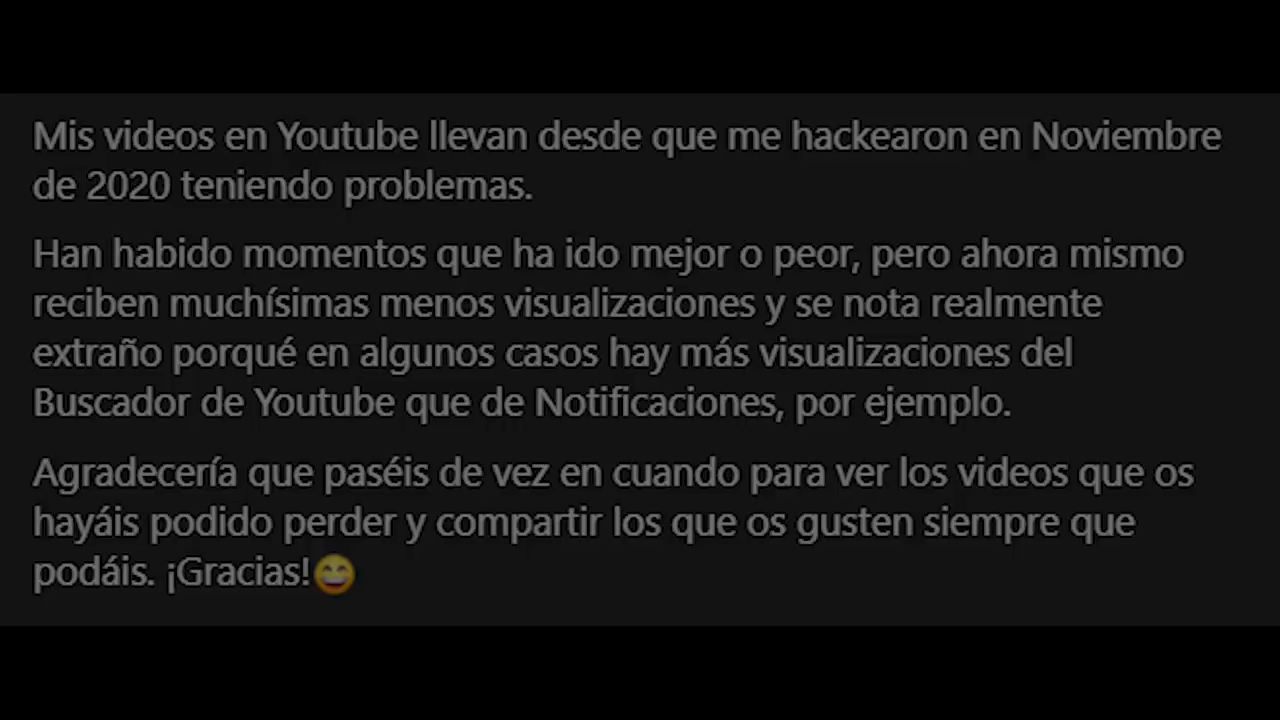 Mis videos en Youtube llevan desde que me hackearon en Noviembre
de 2020 teniendo problemas.
Han habido momentos que ha ido mejor o peor, pero ahora mismo
reciben muchísimas menos visualizaciones y se nota realmente
extraño porqué en algunos casos hay más visualizaciones del
Buscador de Youtube que de Notificaciones, por ejemplo.
Agradecería que paséis de vez en cuando para ver los videos que os
hayáis podido perder y compartir los que os gusten siempre que
podáis. ¡Gracias!😄